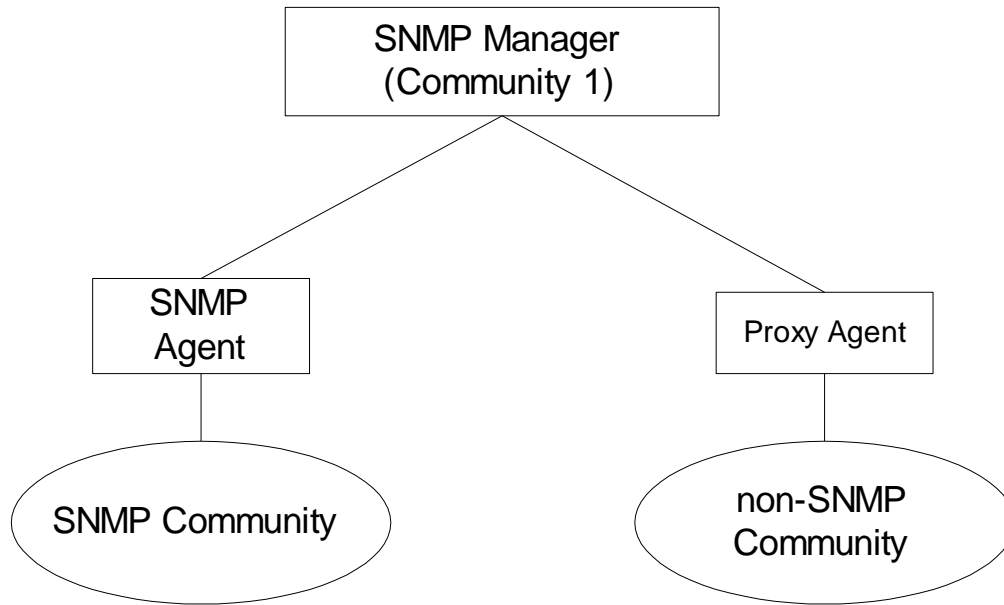 SNMP Manager
(Community 1)
SNMP
Agent
Proxy Agent
SNMP Community
non-SNMP
Community